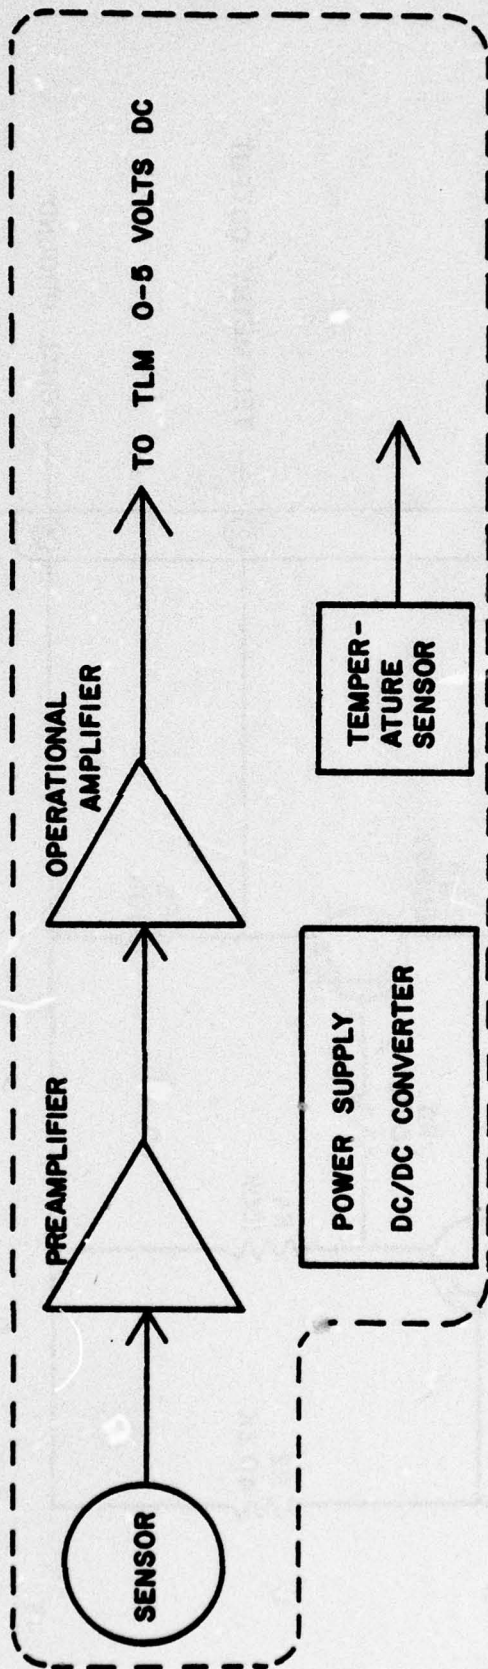 SENSOR
PREAMPLIFIER
OPERATIONAL
AMPLIFIER
TO TLM 0-5 VOLTS DC
POWER SUPPLY
DC/DC CONVERTER
TEMPER-
ATURE
SENSOR